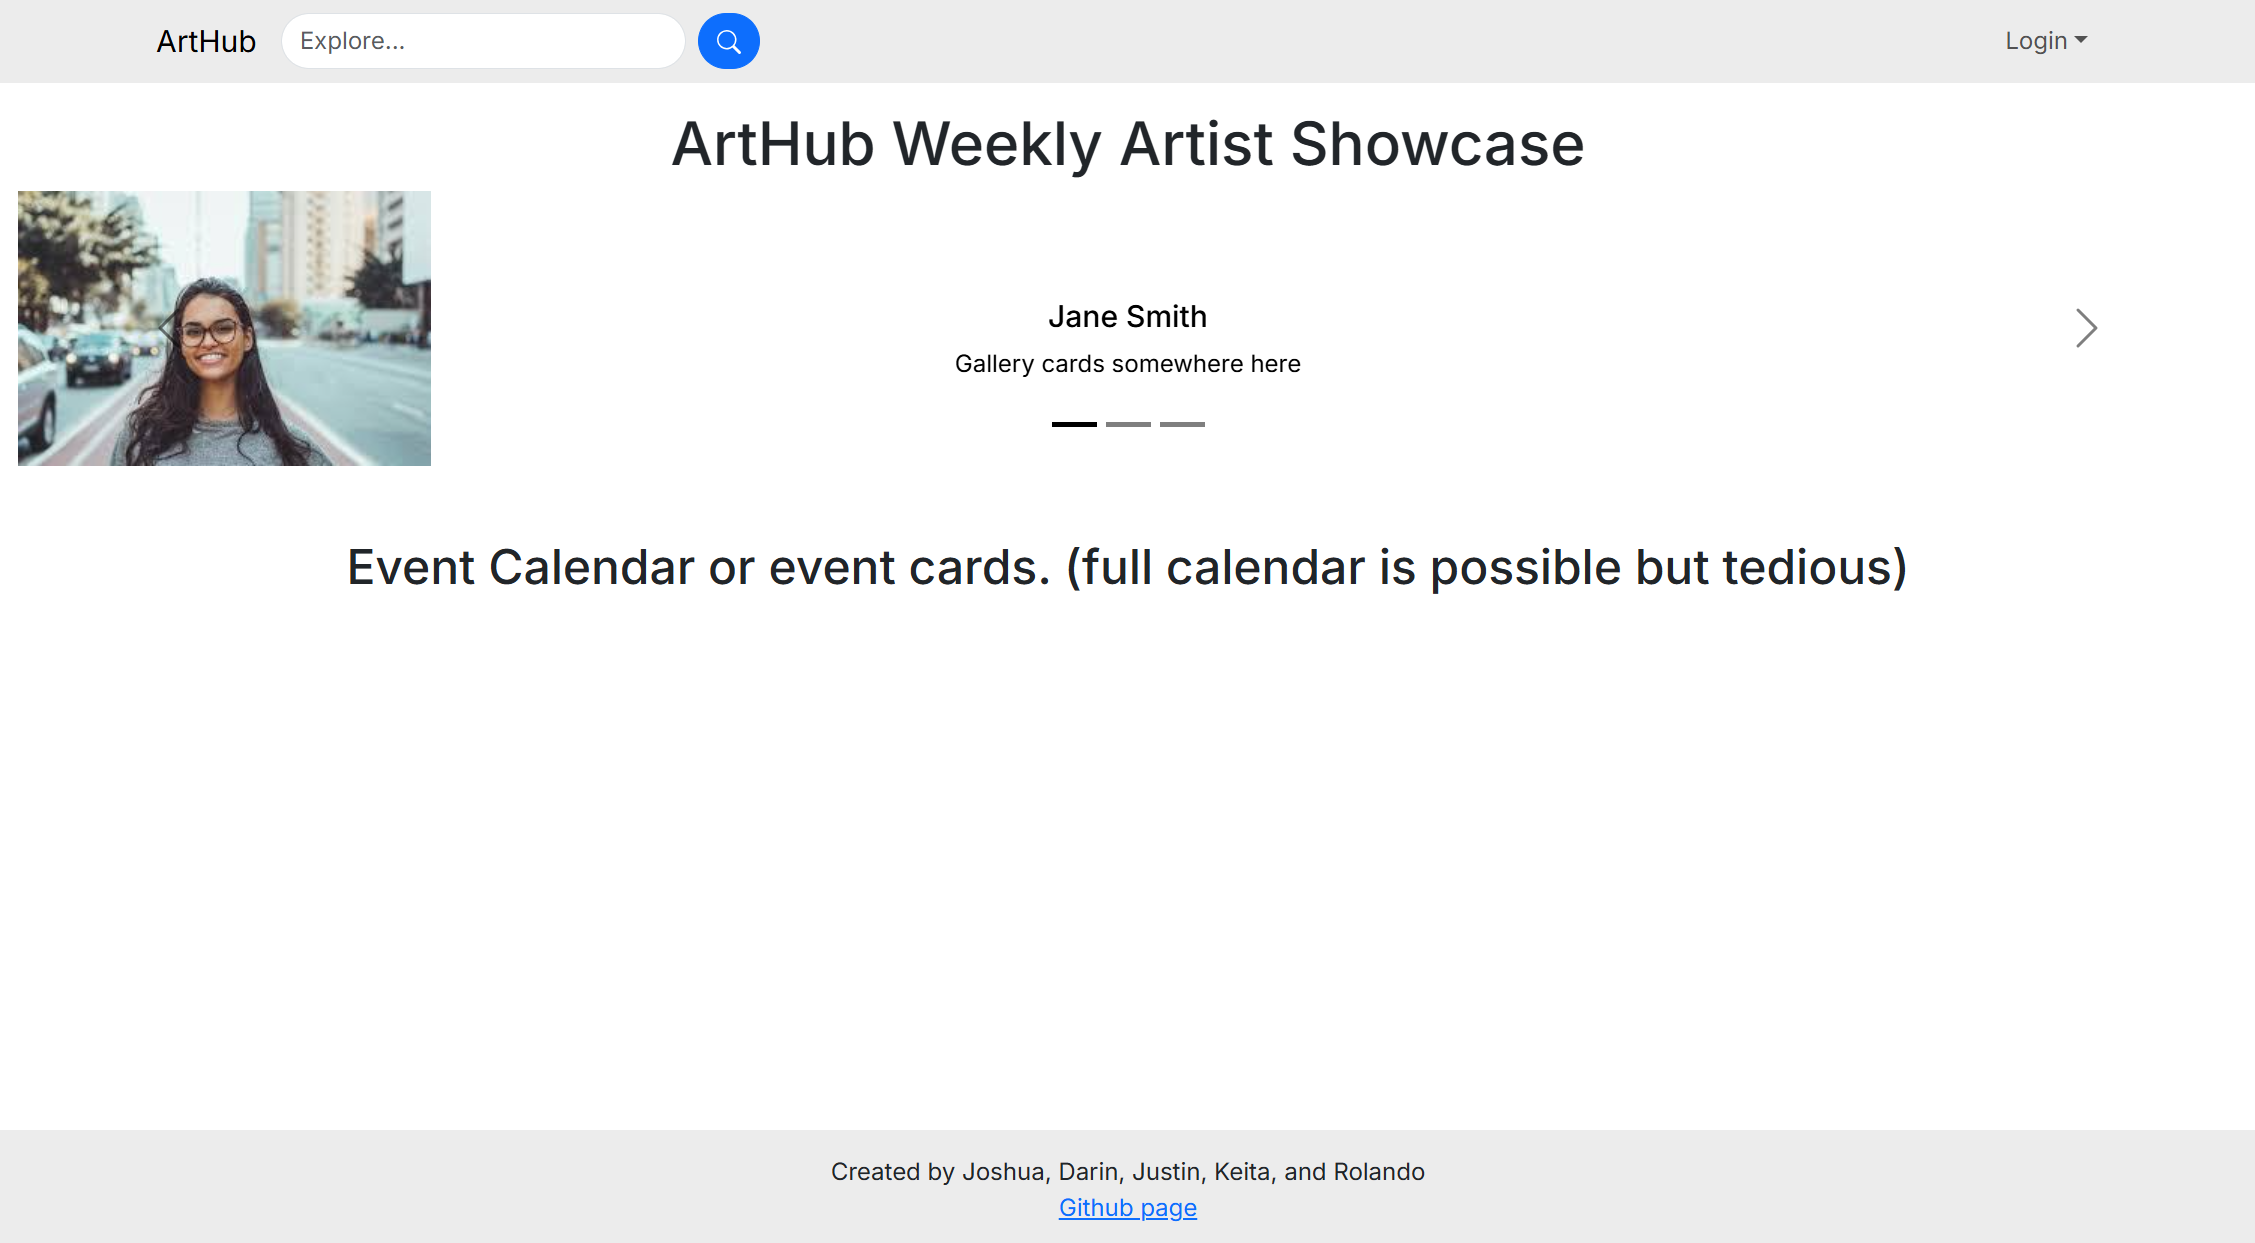 ArtHub
Explore...
Login
ArtHub Weekly Artist Showcase
Jane Smith
Gallery cards somewhere here
Event Calendar or event cards. (full calendar is possible but tedious)
Created by Joshua, Darin, Justin, Keita, and Rolando
Github page